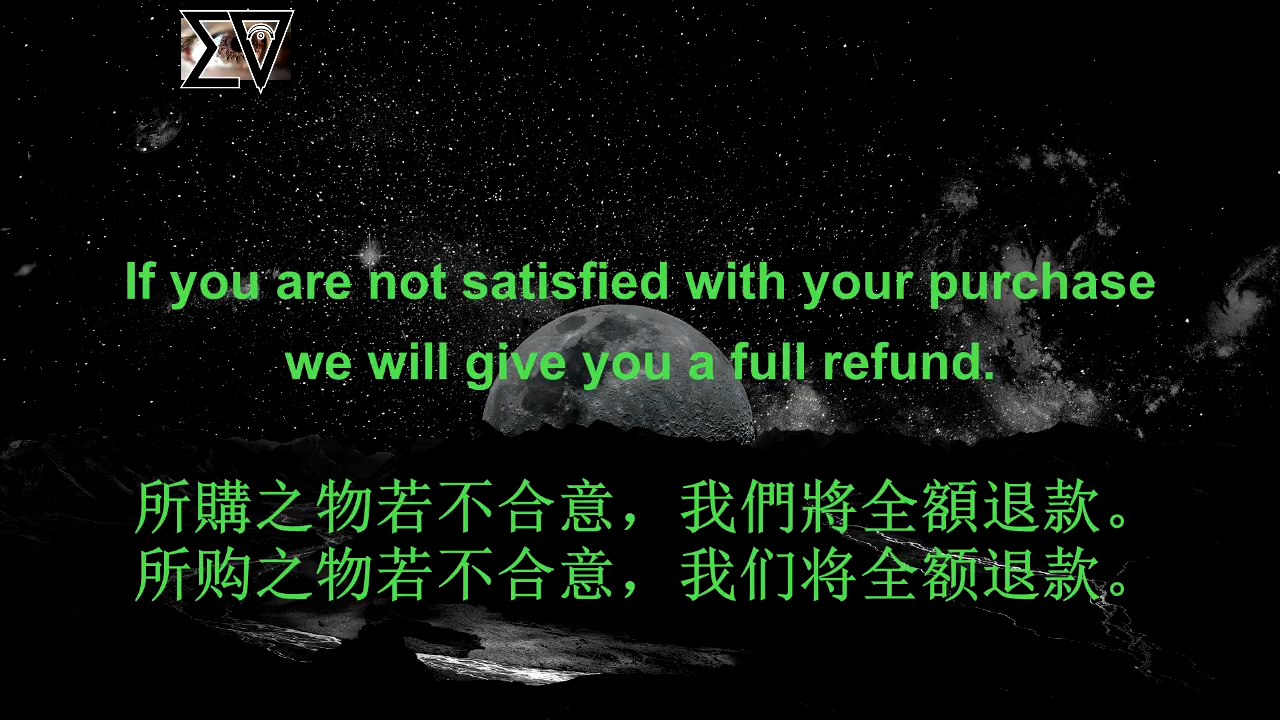 If you are not satisfied with your purchase
we will give you a full refund.
所購之物若不合意，我們將全額退款。
所购之物若不合意，我们将全额退款。